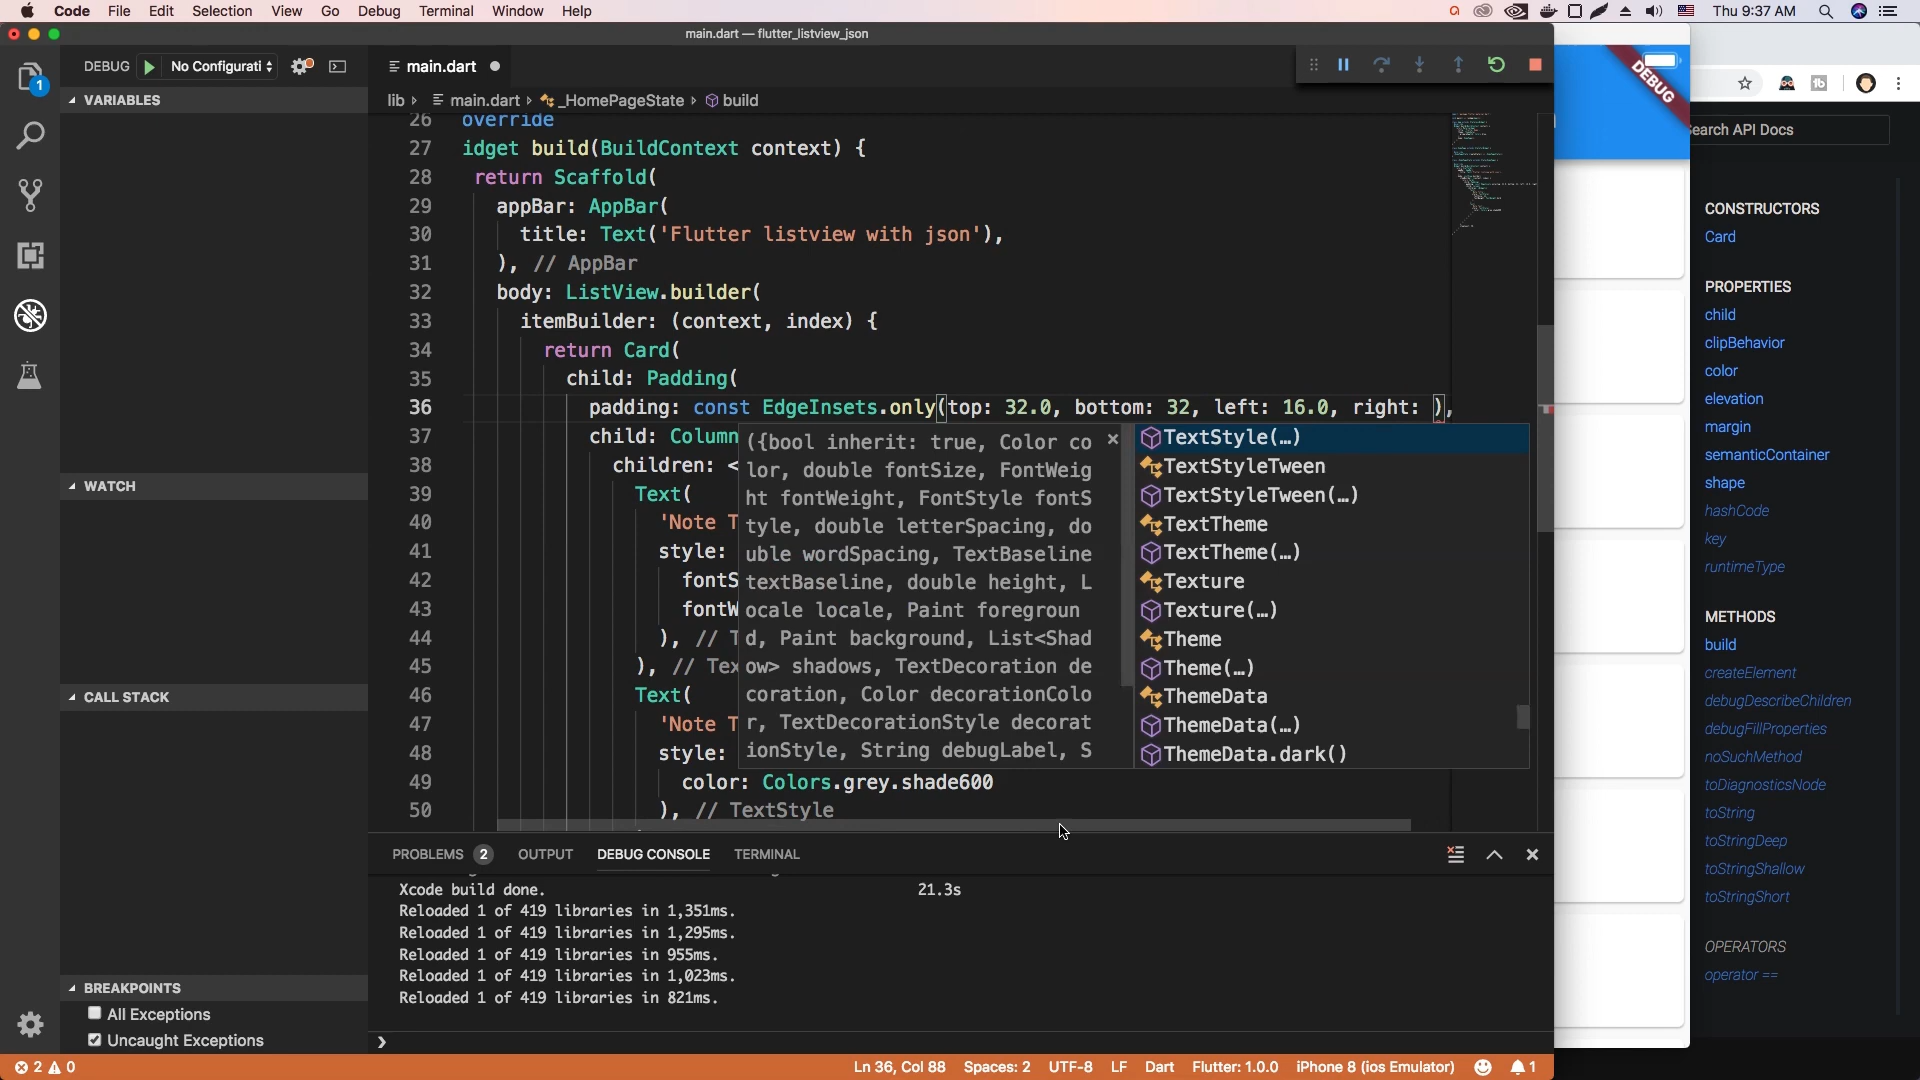 Code File Edit Selection View Go Debug Terminal Window Help
Thu 9:37 AM
main.dart — flutter_listview_json
DEBUG No Configurati
main.dart
VARIABLES
lib main.dart _HomePageState build
26 override
27 idget build(BuildContext context) {
28 return Scaffold(
29 appBar: AppBar(
30 title: Text('Flutter listview with json'),
31 ), // AppBar
32 body: ListView.builder(
33 itemBuilder: (context, index) {
34 return Card(
35 child: Padding(
36 padding: const EdgeInsets.only(top: 32.0, bottom: 32, left: 16.0, right: ),
37 child: Column
38 children: <
39 Text(
40 'Note T
41 style:
42 fontS
43 fontW
44 ), // T
45 ), // Tex
46 Text(
47 'Note T
48 style:
49 color: Colors.grey.shade600
50 ), // TextStyle
({bool inherit: true, Color co
lor, double fontSize, FontWeig
ht fontWeight, FontStyle fontS
tyle, double letterSpacing, do
uble wordSpacing, TextBaseline
textBaseline, double height, L
ocale locale, Paint foregroun
d, Paint background, List<Shad
ow> shadows, TextDecoration de
coration, Color decorationColo
r, TextDecorationStyle decorat
ionStyle, String debugLabel, S
TextStyle(…)
TextStyleTween
TextStyleTween(…)
TextTheme
TextTheme(…)
Texture
Texture(…)
Theme
Theme(…)
ThemeData
ThemeData(…)
ThemeData.dark()
WATCH
CALL STACK
BREAKPOINTS
All Exceptions
Uncaught Exceptions
PROBLEMS 2 OUTPUT DEBUG CONSOLE TERMINAL
Xcode build done. 21.3s
Reloaded 1 of 419 libraries in 1,351ms.
Reloaded 1 of 419 libraries in 1,295ms.
Reloaded 1 of 419 libraries in 955ms.
Reloaded 1 of 419 libraries in 1,023ms.
Reloaded 1 of 419 libraries in 821ms.
2 0
Ln 36, Col 88 Spaces: 2 UTF-8 LF Dart Flutter: 1.0.0 iPhone 8 (ios Emulator) 1
1
DEBUG
Search API Docs
CONSTRUCTORS
Card
PROPERTIES
child
clipBehavior
color
elevation
margin
semanticContainer
shape
hashCode
key
runtimeType
METHODS
build
createElement
debugDescribeChildren
debugFillProperties
noSuchMethod
toDiagnosticsNode
toString
toStringDeep
toStringShallow
toStringShort
OPERATORS
operator ==